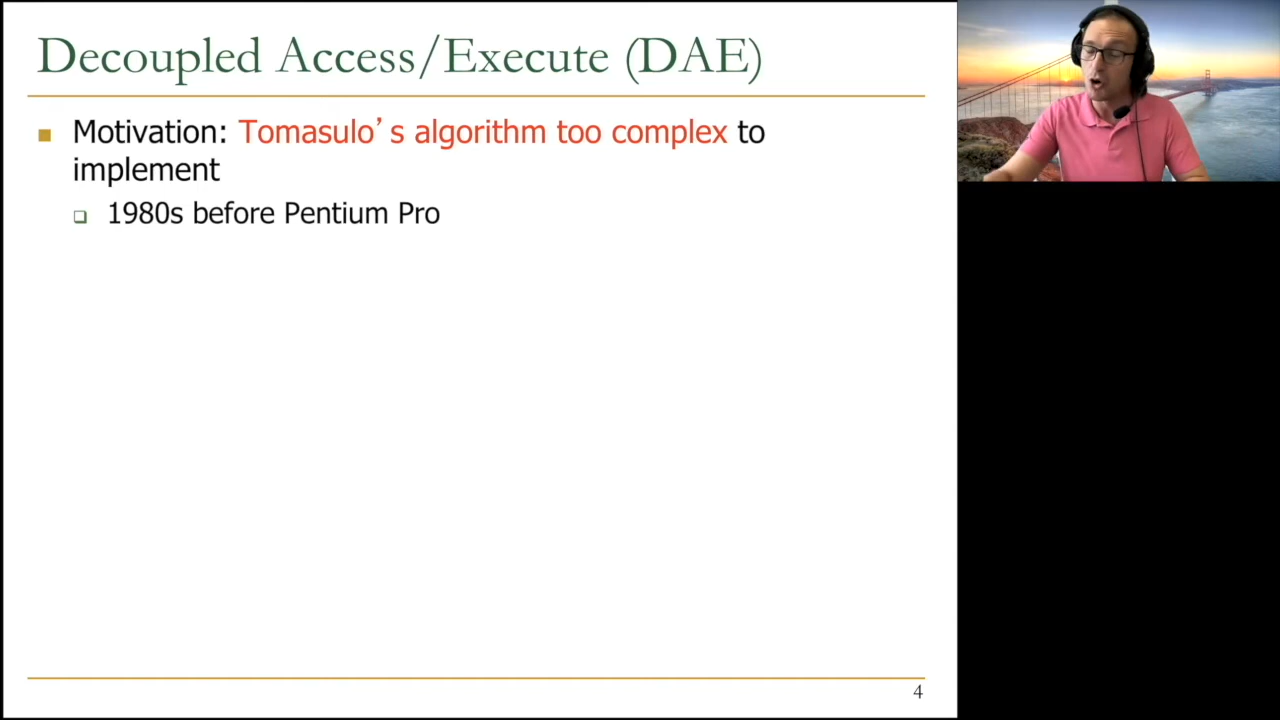 Decoupled Access/Execute (DAE)
Motivation: Tomasulo’s algorithm too complex to
implement
1980s before Pentium Pro
4